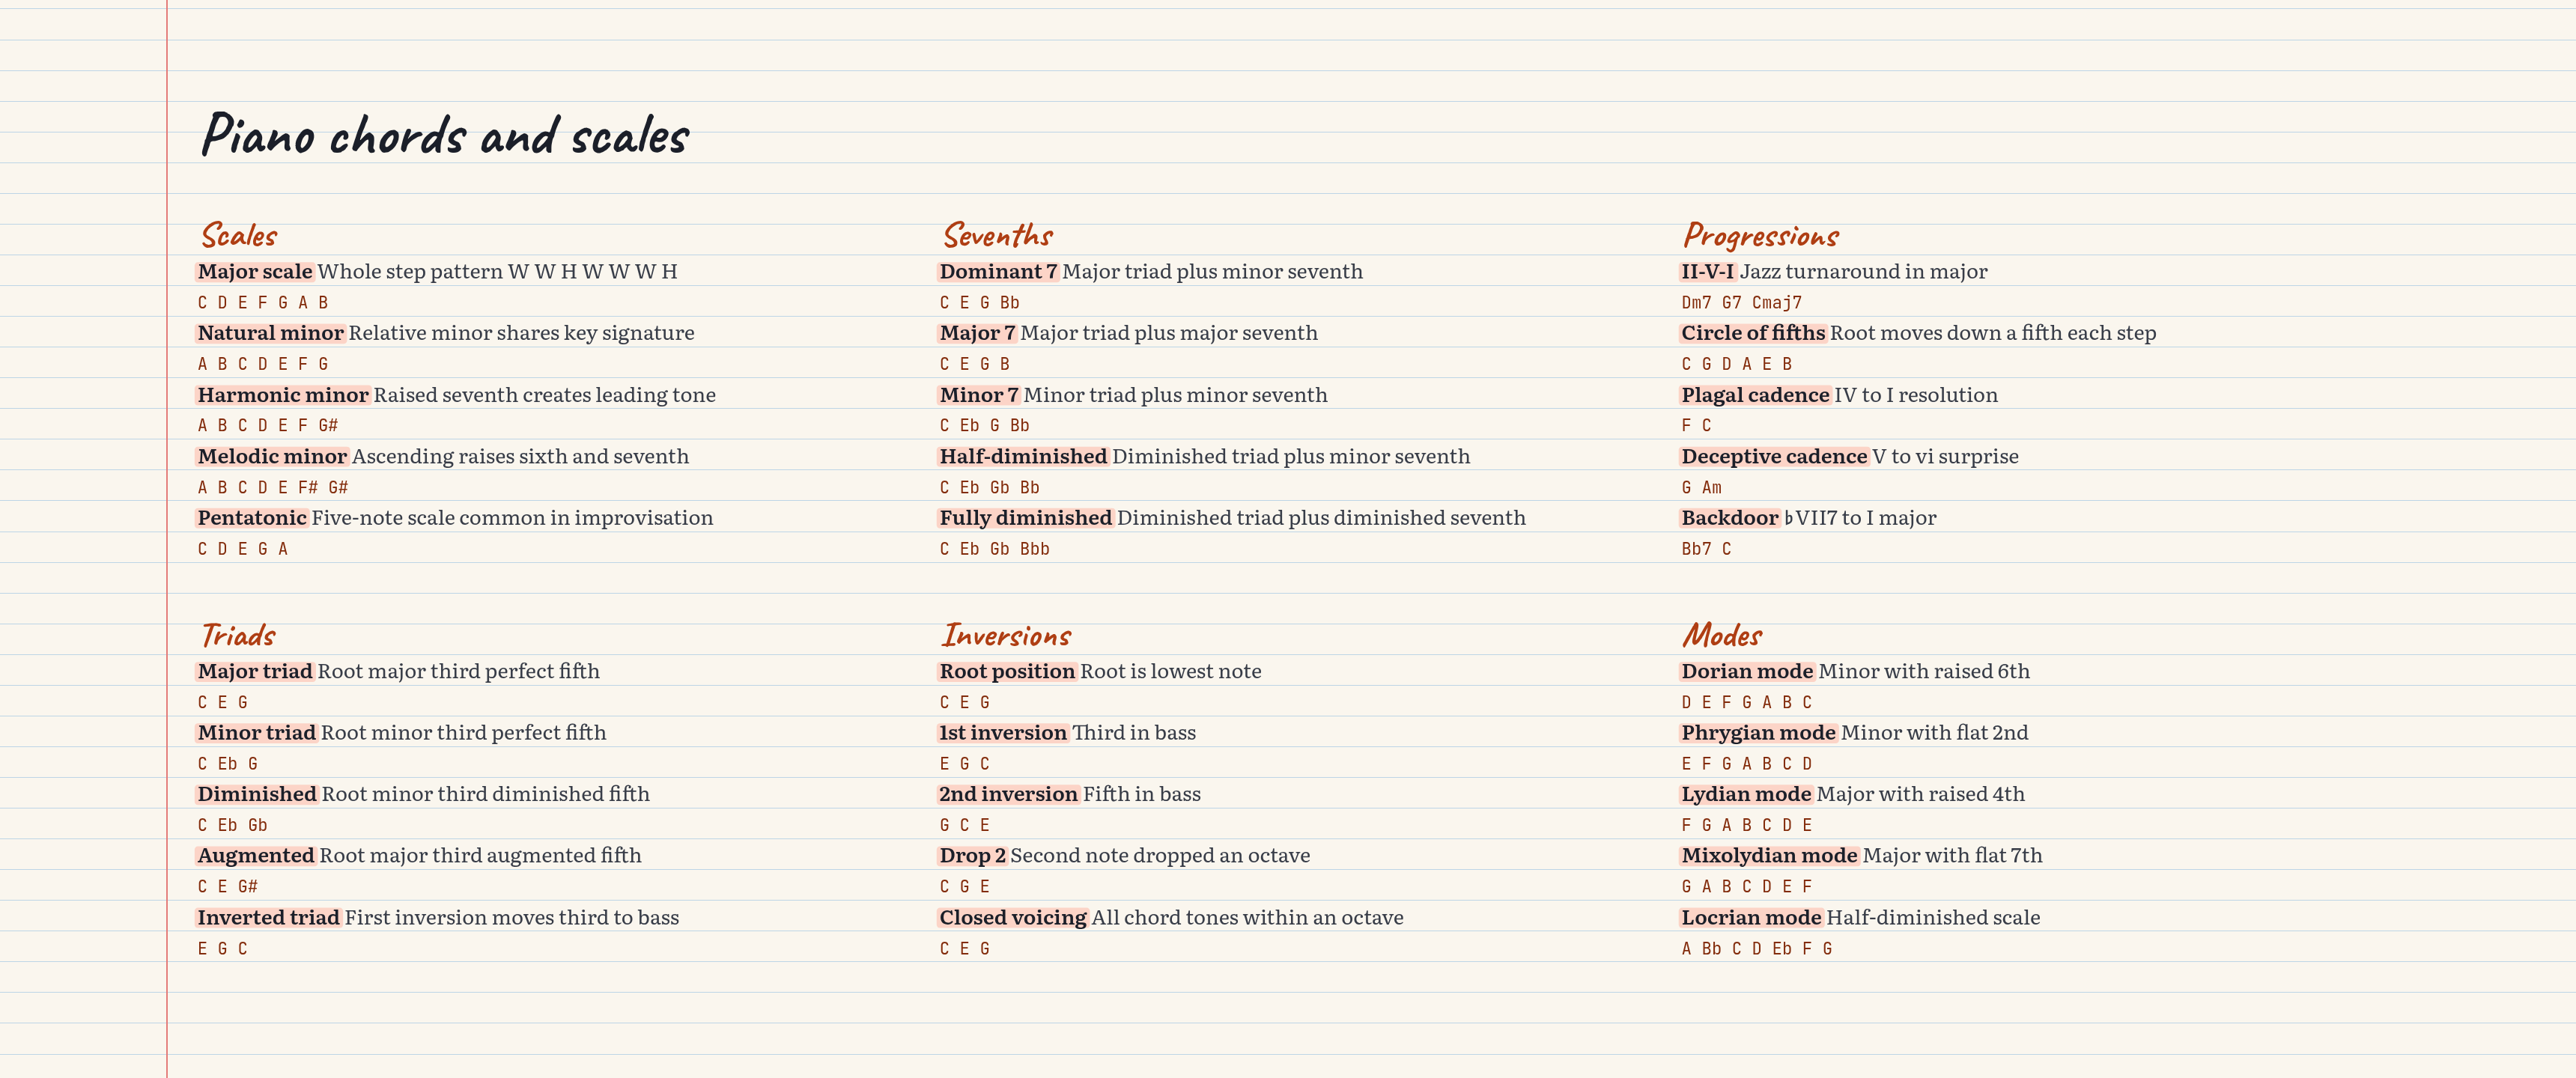 Piano chords and scales
Scales
Major scale Whole step pattern W W H W W W H
C D E F G A B
Natural minor Relative minor shares key signature
A B C D E F G
Harmonic minor Raised seventh creates leading tone
A B C D E F G#
Melodic minor Ascending raises sixth and seventh
A B C D E F# G#
Pentatonic Five-note scale common in improvisation
C D E G A
Triads
Major triad Root major third perfect fifth
C E G
Minor triad Root minor third perfect fifth
C Eb G
Diminished Root minor third diminished fifth
C Eb Gb
Augmented Root major third augmented fifth
C E G#
Inverted triad First inversion moves third to bass
E G C
Sevenths
Dominant 7 Major triad plus minor seventh
C E G Bb
Major 7 Major triad plus major seventh
C E G B
Minor 7 Minor triad plus minor seventh
C Eb G Bb
Half-diminished Diminished triad plus minor seventh
C Eb Gb Bb
Fully diminished Diminished triad plus diminished seventh
C Eb Gb Bbb
Inversions
Root position Root is lowest note
C E G
1st inversion Third in bass
E G C
2nd inversion Fifth in bass
G C E
Drop 2 Second note dropped an octave
C G E
Closed voicing All chord tones within an octave
C E G
Progressions
II-V-I Jazz turnaround in major
Dm7 G7 Cmaj7
Circle of fifths Root moves down a fifth each step
C G D A E B
Plagal cadence IV to I resolution
F C
Deceptive cadence V to vi surprise
G Am
Backdoor ♭VII7 to I major
Bb7 C
Modes
Dorian mode Minor with raised 6th
D E F G A B C
Phrygian mode Minor with flat 2nd
E F G A B C D
Lydian mode Major with raised 4th
F G A B C D E
Mixolydian mode Major with flat 7th
G A B C D E F
Locrian mode Half-diminished scale
A Bb C D Eb F G